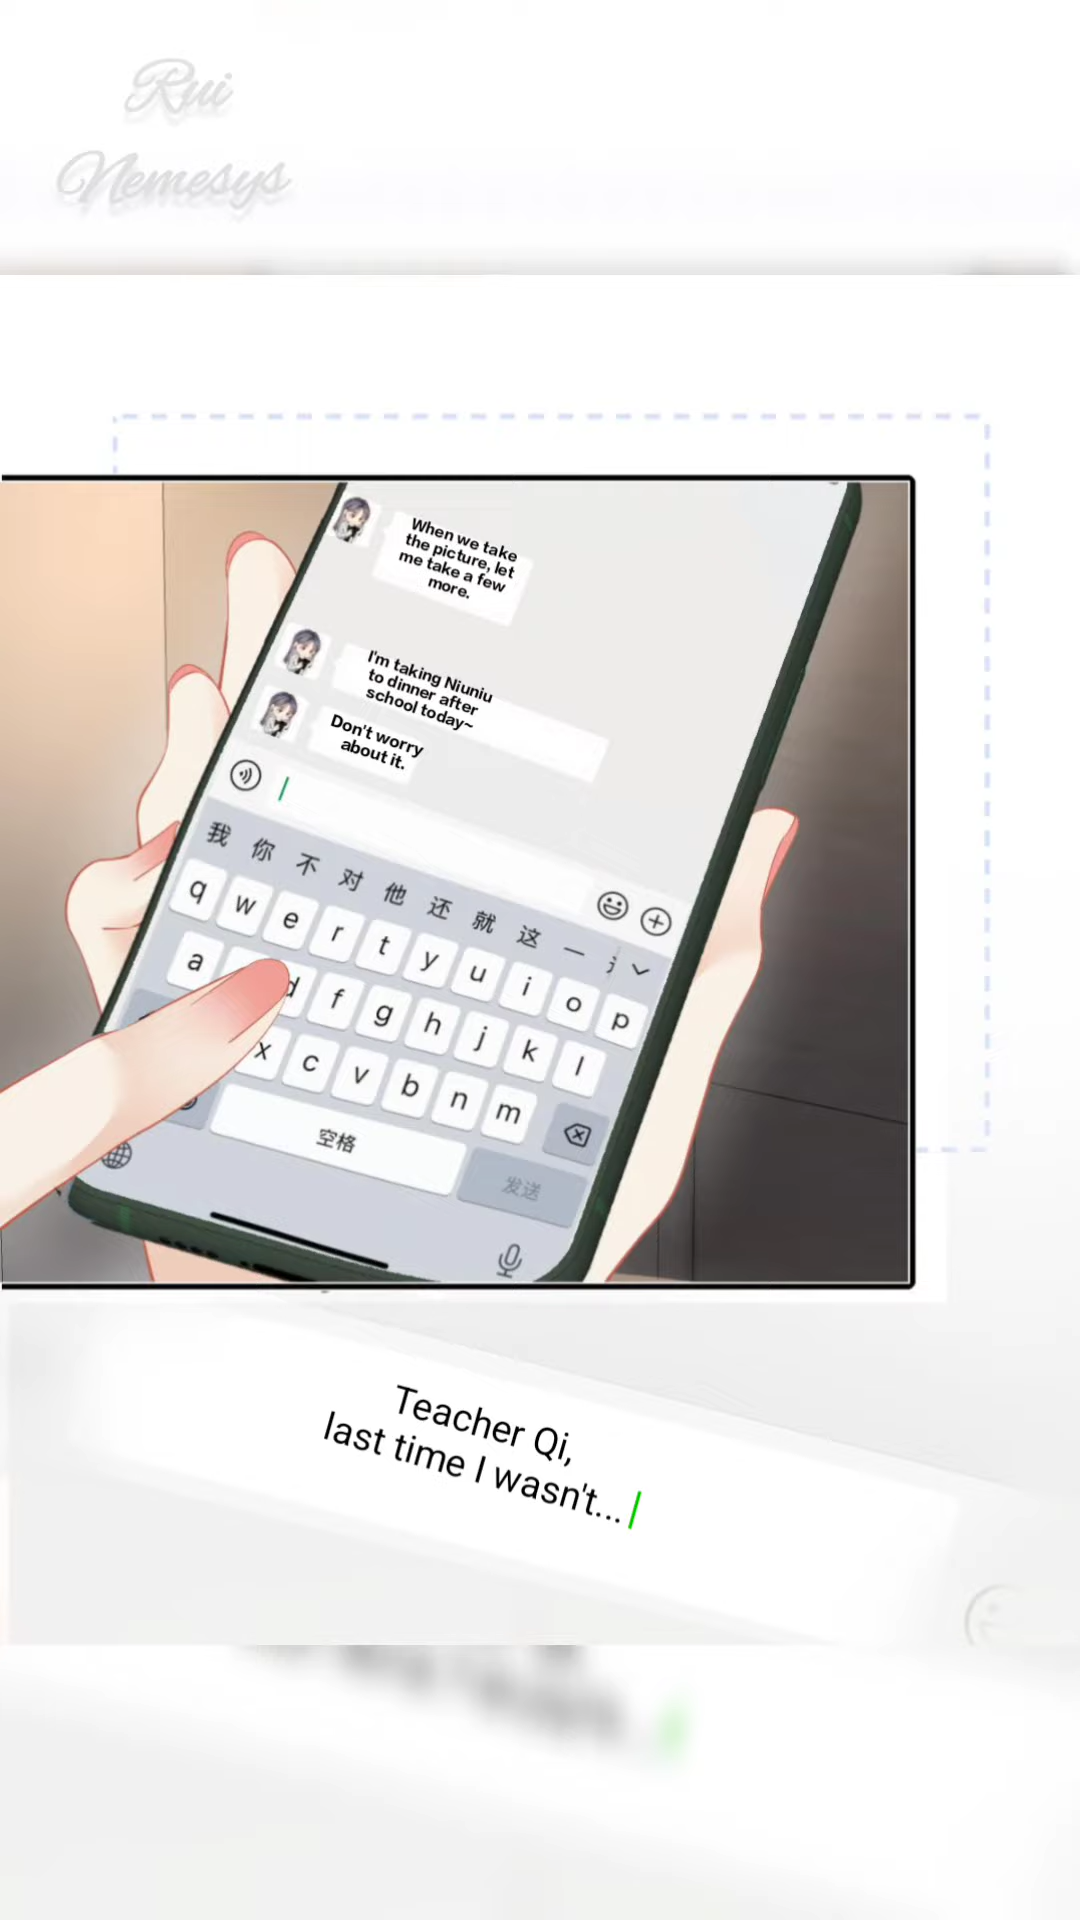 Rui
Nemesys
When we take
the picture, let
me take a few
more.
I'm taking Niuniu
to dinner after
school today~
Don't worry
about it.
我 你 不 对 他 还 就 这 一
q w e r t y u i o p
a d f g h j k l
x c v b n m
空格
发送
Teacher Qi,
last time I wasn't...